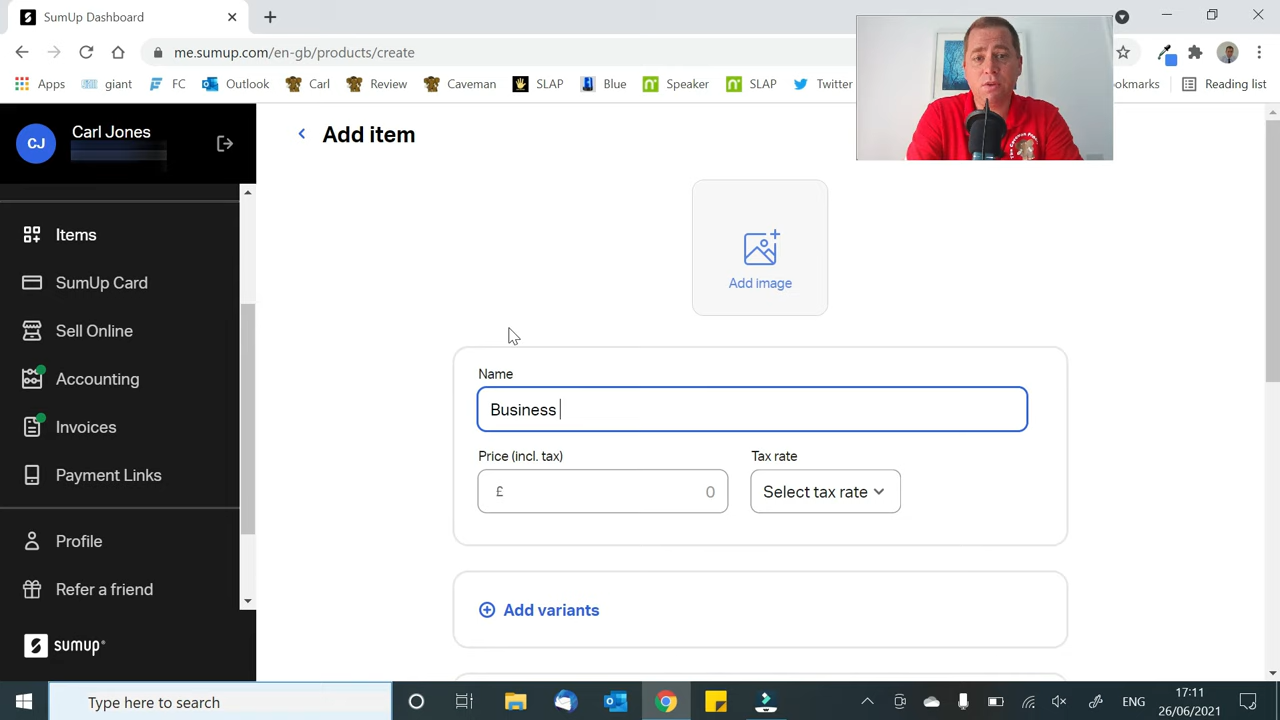 SumUp Dashboard
me.sumup.com/en-gb/products/create
Apps
giant
FC
Outlook
Carl
Review
Caveman
SLAP
Blue
Speaker
SLAP
Twitter
okmarks
Reading list
CJ
Carl Jones
Items
SumUp Card
Sell Online
Accounting
Invoices
Payment Links
Profile
Refer a friend
sumup
Add item
Add image
Name
Business
Price (incl. tax)
Tax rate
£
0
Select tax rate
Add variants
Type here to search
ENG
17:11
26/06/2021